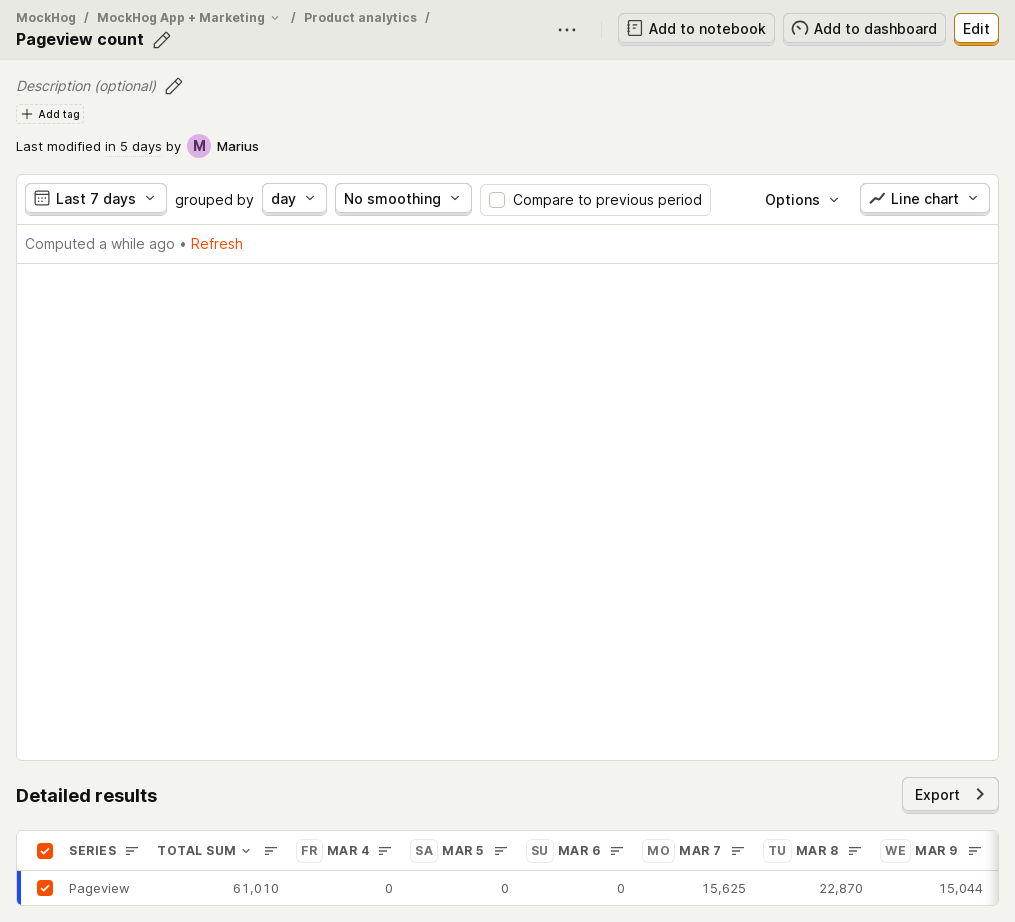 MockHog / MockHog App + Marketing / Product analytics /
Pageview count
Add to notebook
Add to dashboard
Edit
Description (optional)
Add tag
Last modified in 5 days by M Marius
Last 7 days grouped by day No smoothing Compare to previous period Options Line chart
Computed a while ago • Refresh
Detailed results
Export
SERIES TOTAL SUM FR MAR 4 SA MAR 5 SU MAR 6 MO MAR 7 TU MAR 8 WE MAR 9
Pageview 61,010 0 0 0 15,625 22,870 15,044